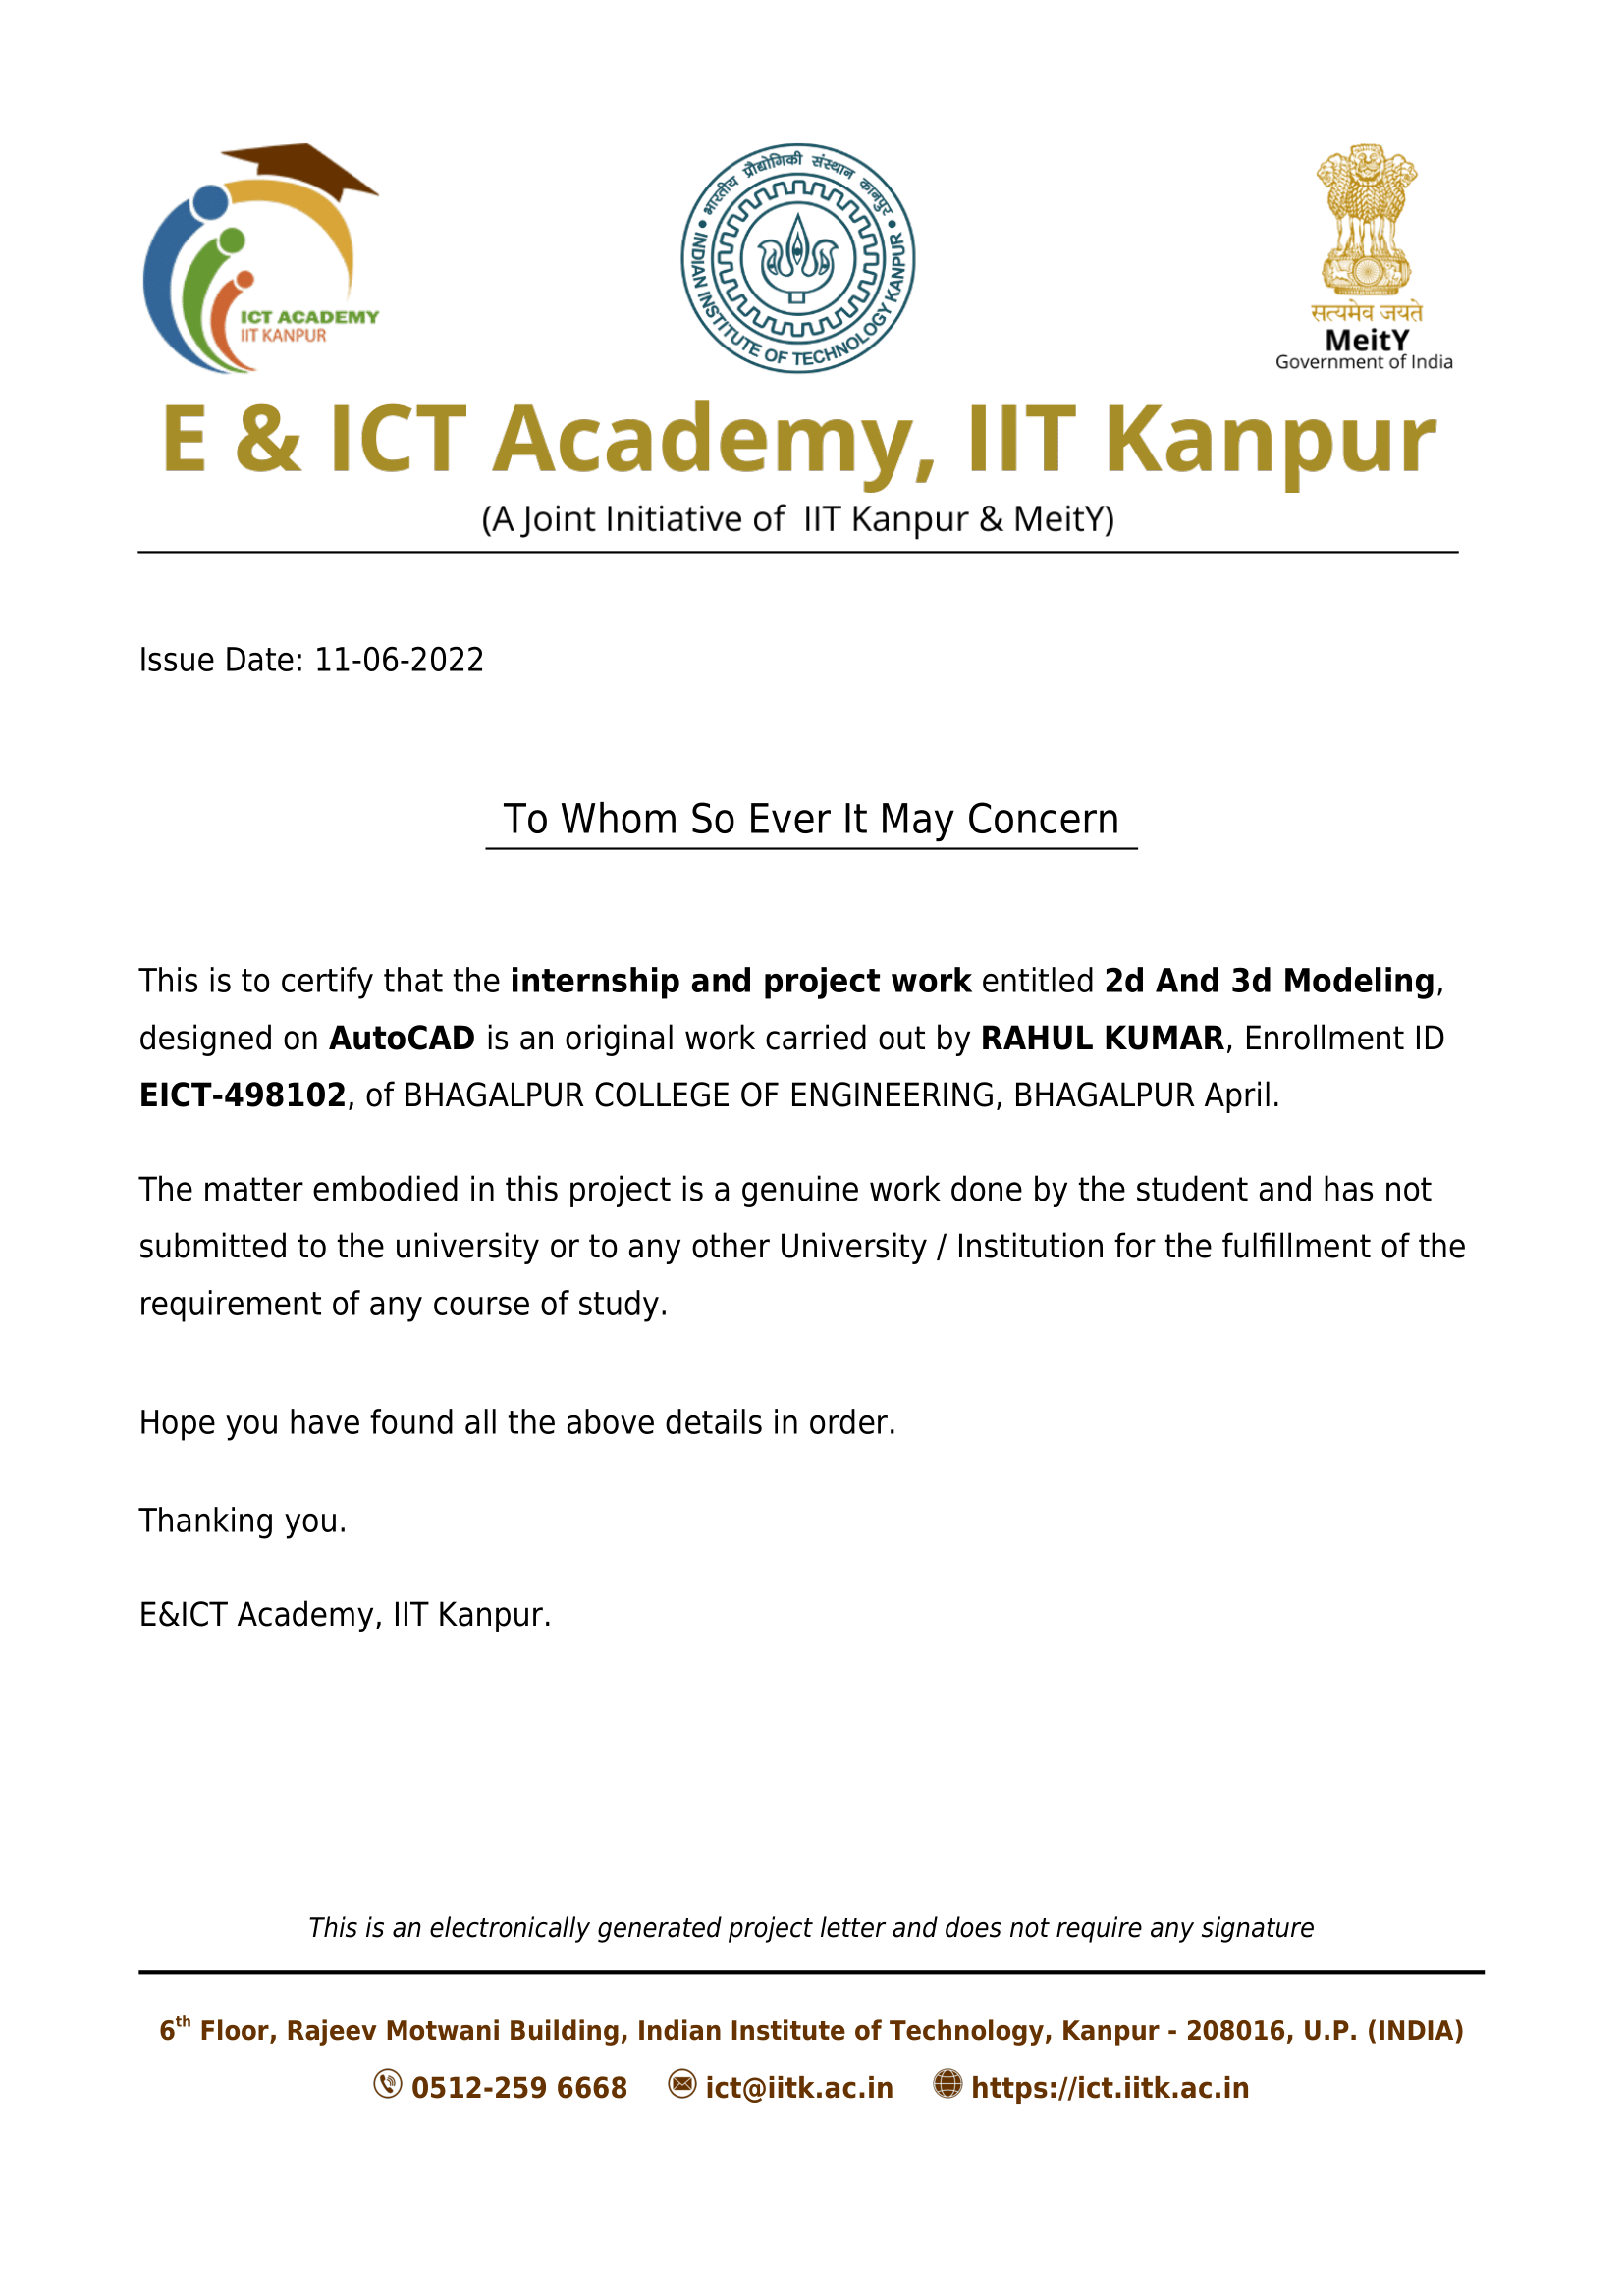 ICT ACADEMY
IIT KANPUR
भारतीय प्रौद्योगिकी संस्थान कानपुर
INDIAN INSTITUTE OF TECHNOLOGY KANPUR
सत्यमेव जयते
MeitY
Government of India
E & ICT Academy, IIT Kanpur
(A Joint Initiative of IIT Kanpur & MeitY)
Issue Date: 11-06-2022
To Whom So Ever It May Concern
This is to certify that the internship and project work entitled 2d And 3d Modeling,
designed on AutoCAD is an original work carried out by RAHUL KUMAR, Enrollment ID
EICT-498102, of BHAGALPUR COLLEGE OF ENGINEERING, BHAGALPUR April.
The matter embodied in this project is a genuine work done by the student and has not
submitted to the university or to any other University / Institution for the fulfillment of the
requirement of any course of study.
Hope you have found all the above details in order.
Thanking you.
E&ICT Academy, IIT Kanpur.
This is an electronically generated project letter and does not require any signature
6th Floor, Rajeev Motwani Building, Indian Institute of Technology, Kanpur - 208016, U.P. (INDIA)
0512-259 6668 ict@iitk.ac.in https://ict.iitk.ac.in